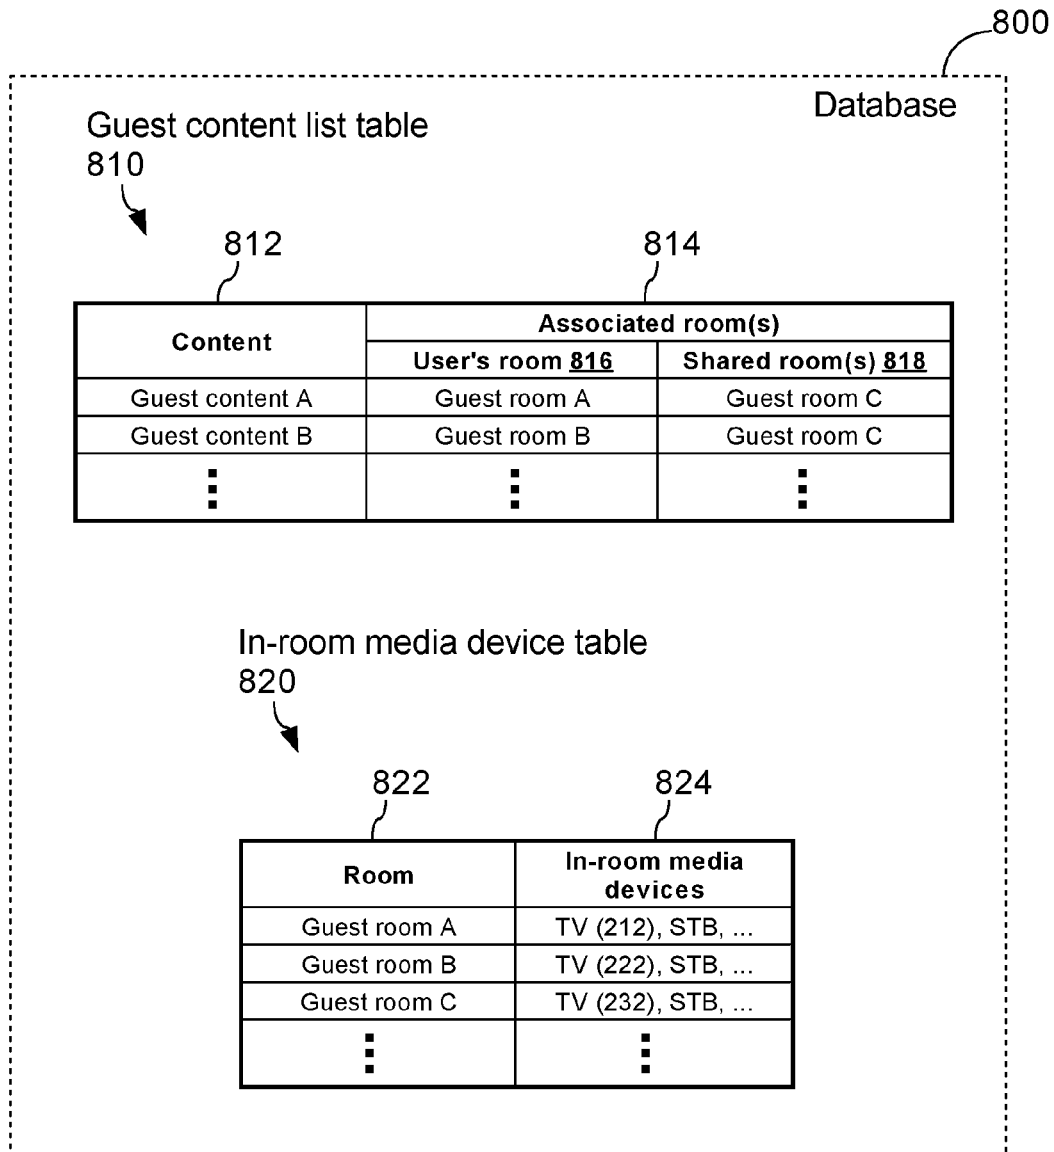 800
Database
Guest content list table
810
812
814
Content
Associated room(s)
User's room 816
Shared room(s) 818
Guest content A
Guest room A
Guest room C
Guest content B
Guest room B
Guest room C
In-room media device table
820
822
824
Room
In-room media
devices
Guest room A
TV (212), STB, ...
Guest room B
TV (222), STB, ...
Guest room C
TV (232), STB, ...